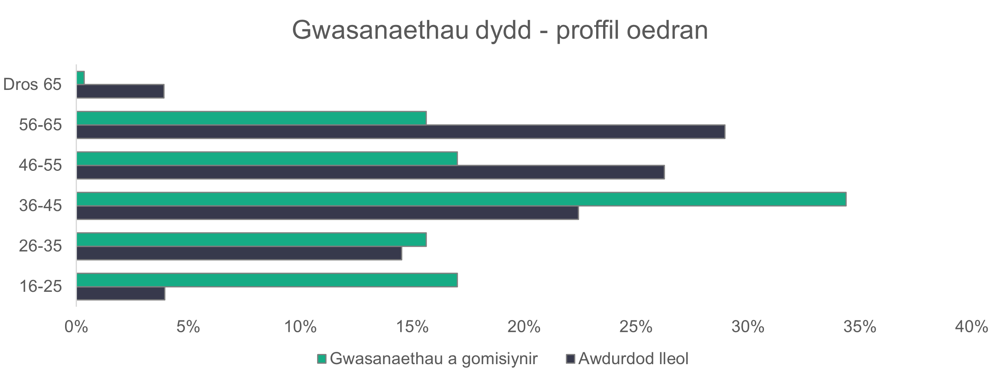 Gwasanaethau dydd - proffil oedran
Dros 65
56-65
46-55
36-45
26-35
16-25
0% 5% 10% 15% 20% 25% 30% 35% 40%
Gwasanaethau a gomisiynir Awdurdod lleol